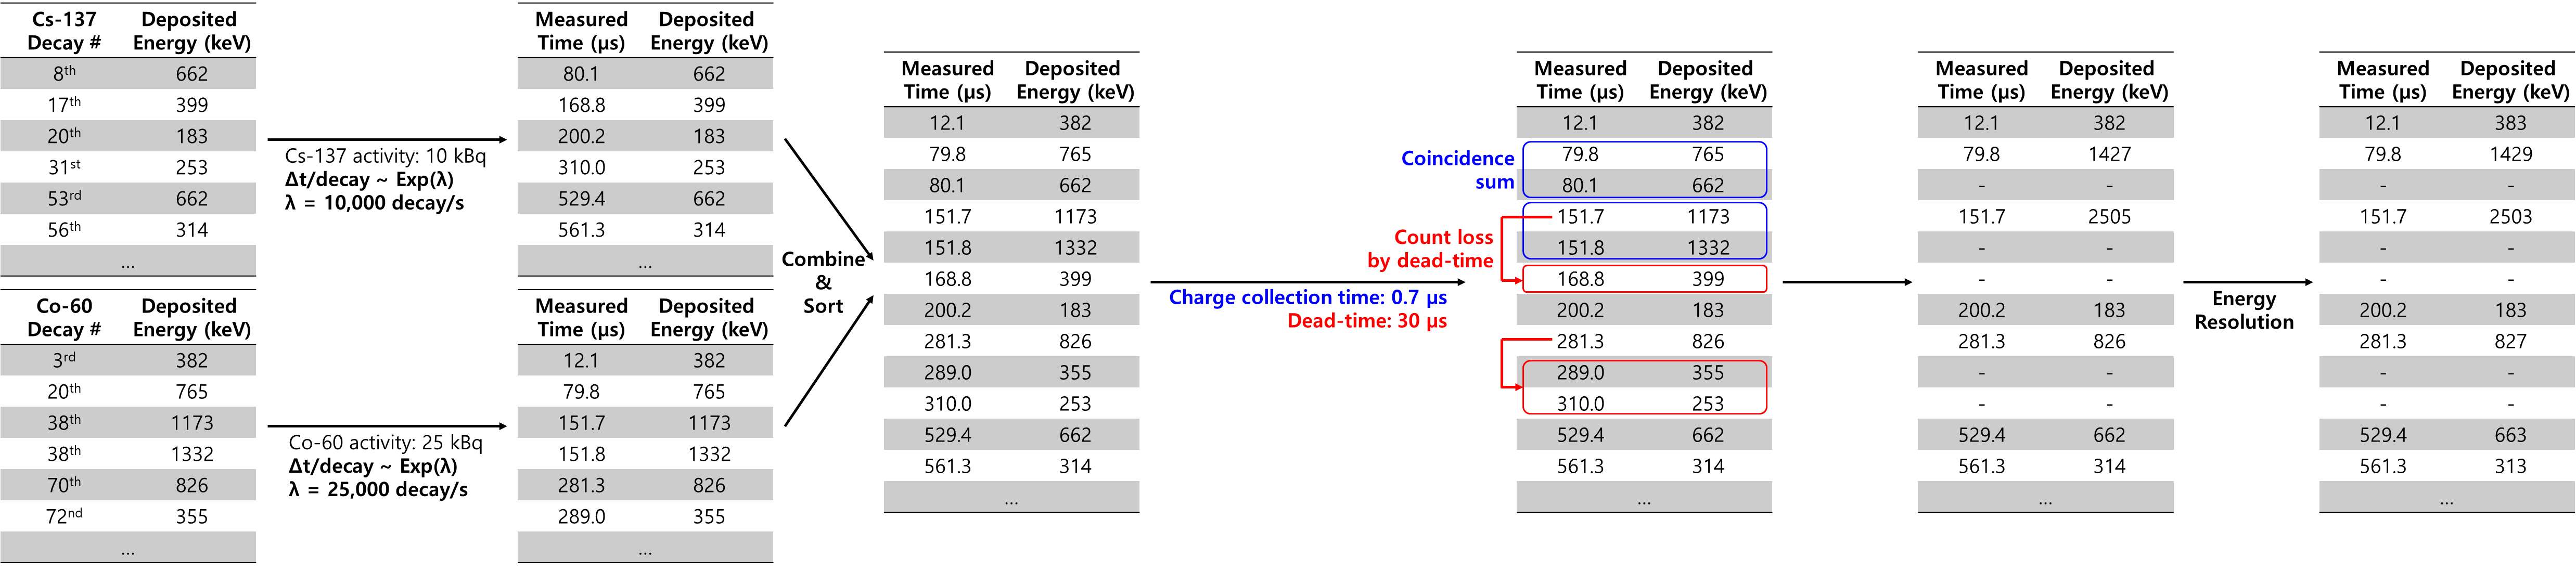 Cs-137 Deposited
Decay # Energy (keV)
8th 662
17th 399
20th 183
31st 253
53rd 662
56th 314
...
Co-60 Deposited
Decay # Energy (keV)
3rd 382
20th 765
38th 1173
38th 1332
70th 826
72nd 355
...
Cs-137 activity: 10 kBq
Δt/decay ~ Exp(λ)
λ = 10,000 decay/s
Co-60 activity: 25 kBq
Δt/decay ~ Exp(λ)
λ = 25,000 decay/s
Measured Deposited
Time (μs) Energy (keV)
80.1 662
168.8 399
200.2 183
310.0 253
529.4 662
561.3 314
...
Measured Deposited
Time (μs) Energy (keV)
12.1 382
79.8 765
151.7 1173
151.8 1332
281.3 826
289.0 355
...
Combine
&
Sort
Measured Deposited
Time (μs) Energy (keV)
12.1 382
79.8 765
80.1 662
151.7 1173
151.8 1332
168.8 399
200.2 183
281.3 826
289.0 355
310.0 253
529.4 662
561.3 314
...
Charge collection time: 0.7 μs
Dead-time: 30 μs
Coincidence
sum
Count loss
by dead-time
Measured Deposited
Time (μs) Energy (keV)
12.1 382
79.8 765
80.1 662
151.7 1173
151.8 1332
168.8 399
200.2 183
281.3 826
289.0 355
310.0 253
529.4 662
561.3 314
...
Measured Deposited
Time (μs) Energy (keV)
12.1 382
79.8 1427
- -
151.7 2505
- -
- -
200.2 183
281.3 826
- -
- -
529.4 662
561.3 314
...
Energy
Resolution
Measured Deposited
Time (μs) Energy (keV)
12.1 383
79.8 1429
- -
151.7 2503
- -
- -
200.2 183
281.3 827
- -
- -
529.4 663
561.3 313
...